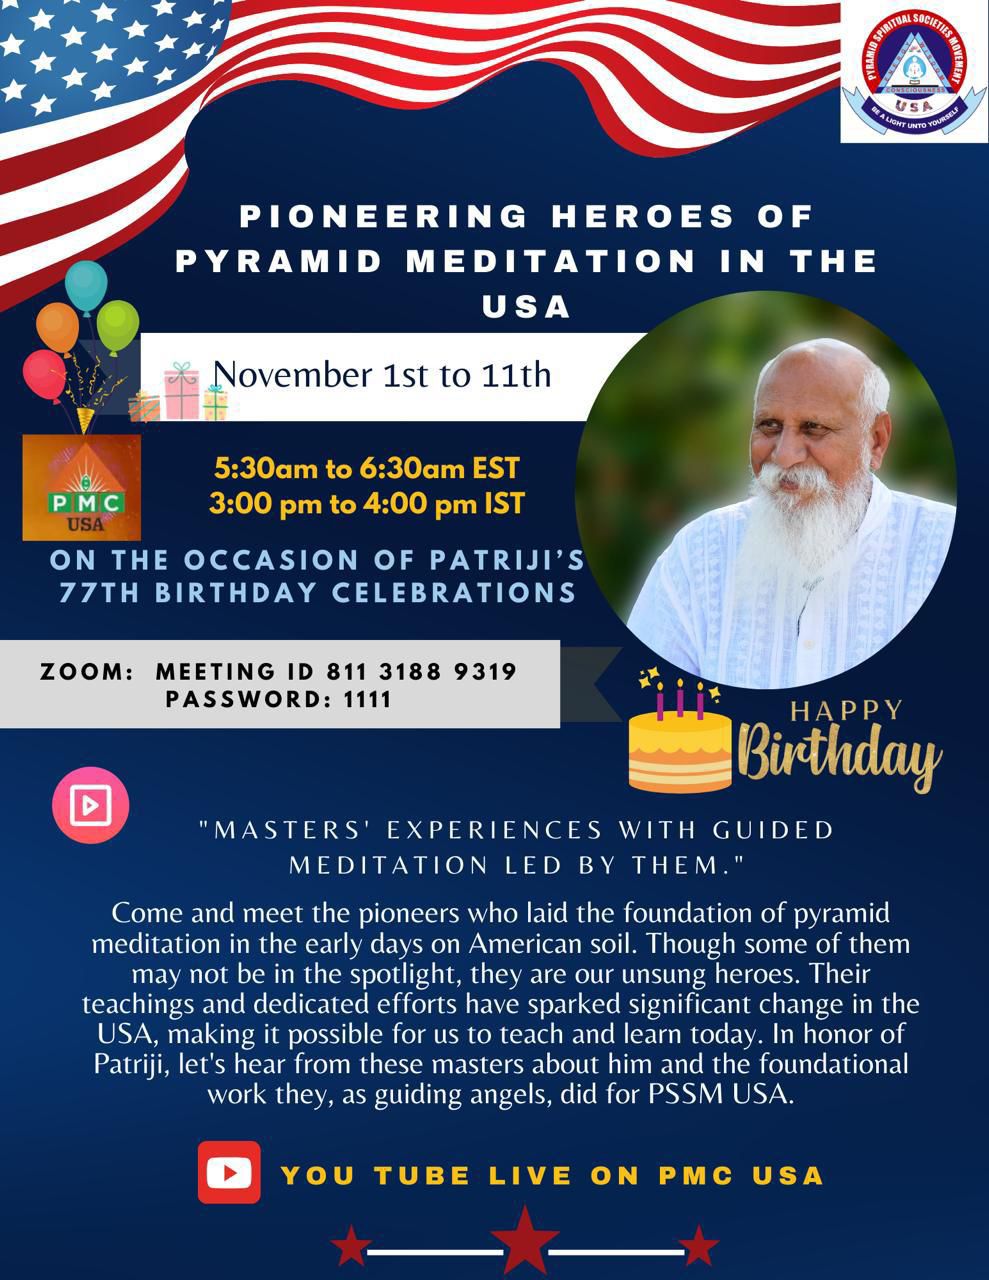 PYRAMID SPIRITUAL SOCIETIES MOVEMENT
CONSCIOUSNESS
USA
BE A LIGHT UNTO YOURSELF
PIONEERING HEROES OF
PYRAMID MEDITATION IN THE
USA
November 1st to 11th
5:30am to 6:30am EST
3:00 pm to 4:00 pm IST
PMC
USA
ON THE OCCASION OF PATRIJI'S
77TH BIRTHDAY CELEBRATIONS
ZOOM: MEETING ID 811 3188 9319
PASSWORD: 1111
HAPPY
Birthday
"MASTERS' EXPERIENCES WITH GUIDED
MEDITATION LED BY THEM."
Come and meet the pioneers who laid the foundation of pyramid
meditation in the early days on American soil. Though some of them
may not be in the spotlight, they are our unsung heroes. Their
teachings and dedicated efforts have sparked significant change in the
USA, making it possible for us to teach and learn today. In honor of
Patriji, let's hear from these masters about him and the foundational
work they, as guiding angels, did for PSSM USA.
YOU TUBE LIVE ON PMC USA